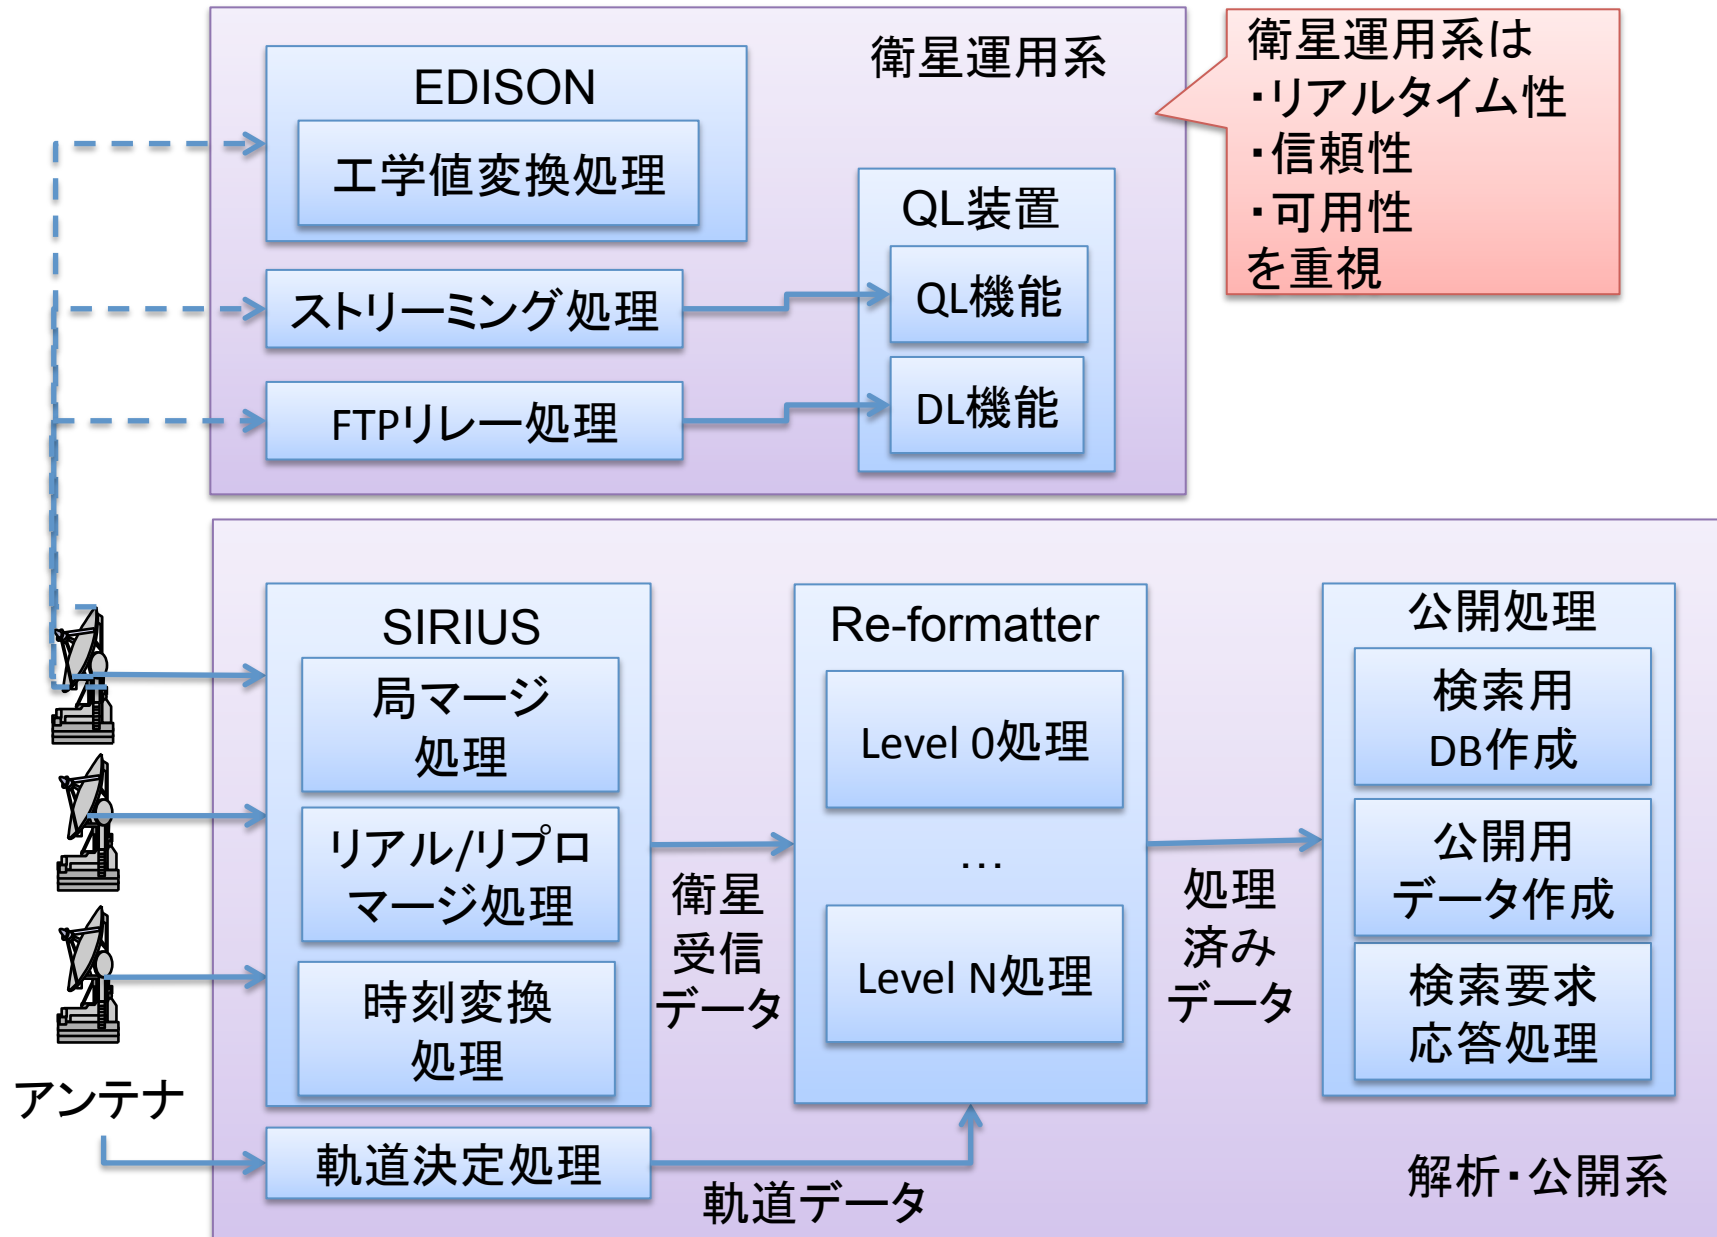 衛星運用系
EDISON
工学値変換処理
ストリーミング処理
FTPリレー処理
QL装置
QL機能
DL機能
衛星運用系は
・リアルタイム性
・信頼性
・可用性
を重視
アンテナ
SIRIUS
局マージ
処理
リアル/リプロ
マージ処理
時刻変換
処理
軌道決定処理
衛星
受信
データ
軌道データ
Re-formatter
Level 0処理
…
Level N処理
処理
済み
データ
公開処理
検索用
DB作成
公開用
データ作成
検索要求
応答処理
解析・公開系